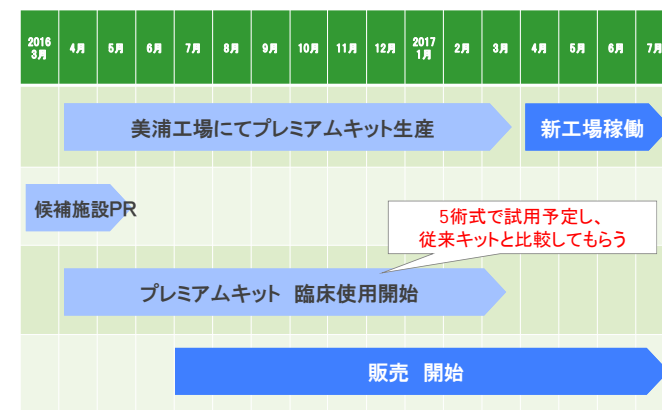 2016
3月 4月 5月 6月 7月 8月 9月 10月 11月 12月 2017
1月 2月 3月 4月 5月 6月 7月
美浦工場にてプレミアムキット生産
新工場稼働
候補施設PR
5術式で試用予定し、
従来キットと比較してもらう
プレミアムキット 臨床使用開始
販売 開始